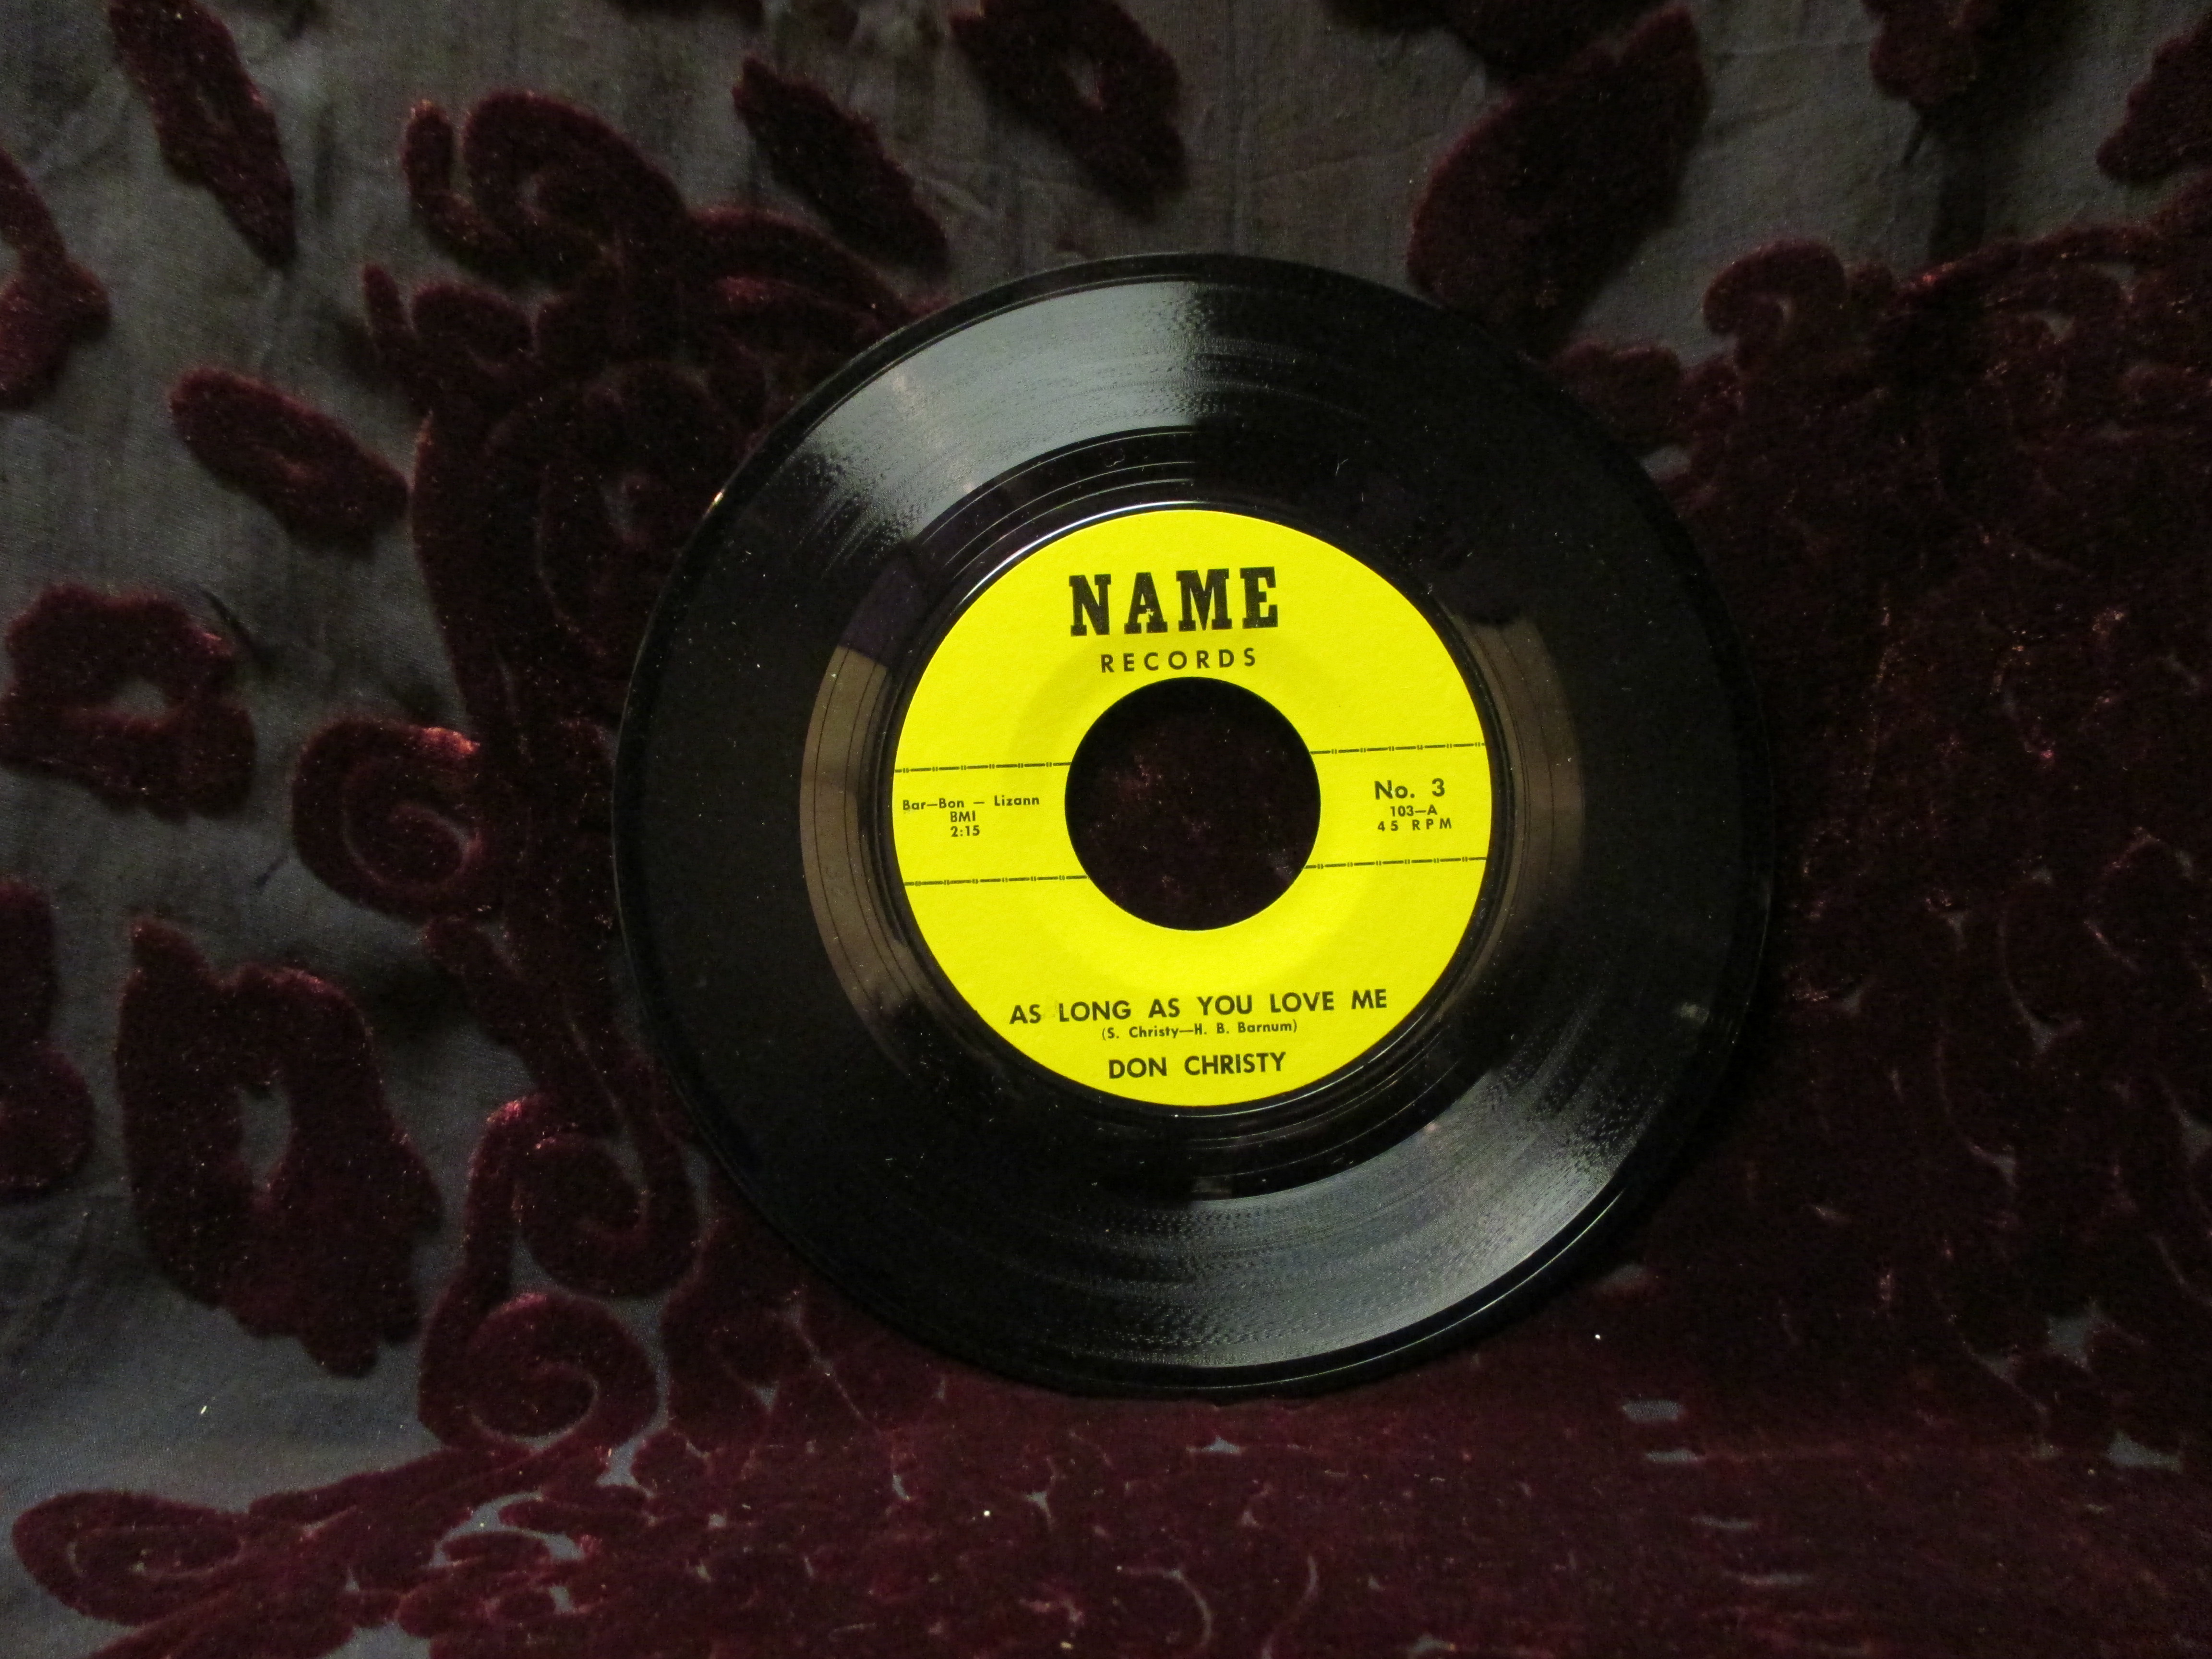 NAME
RECORDS
Bar—Bon — Lizann
BMI
2:15
No. 3
103—A
45 RPM
AS LONG AS YOU LOVE ME
(S. Christy—H. B. Barnum)
DON CHRISTY